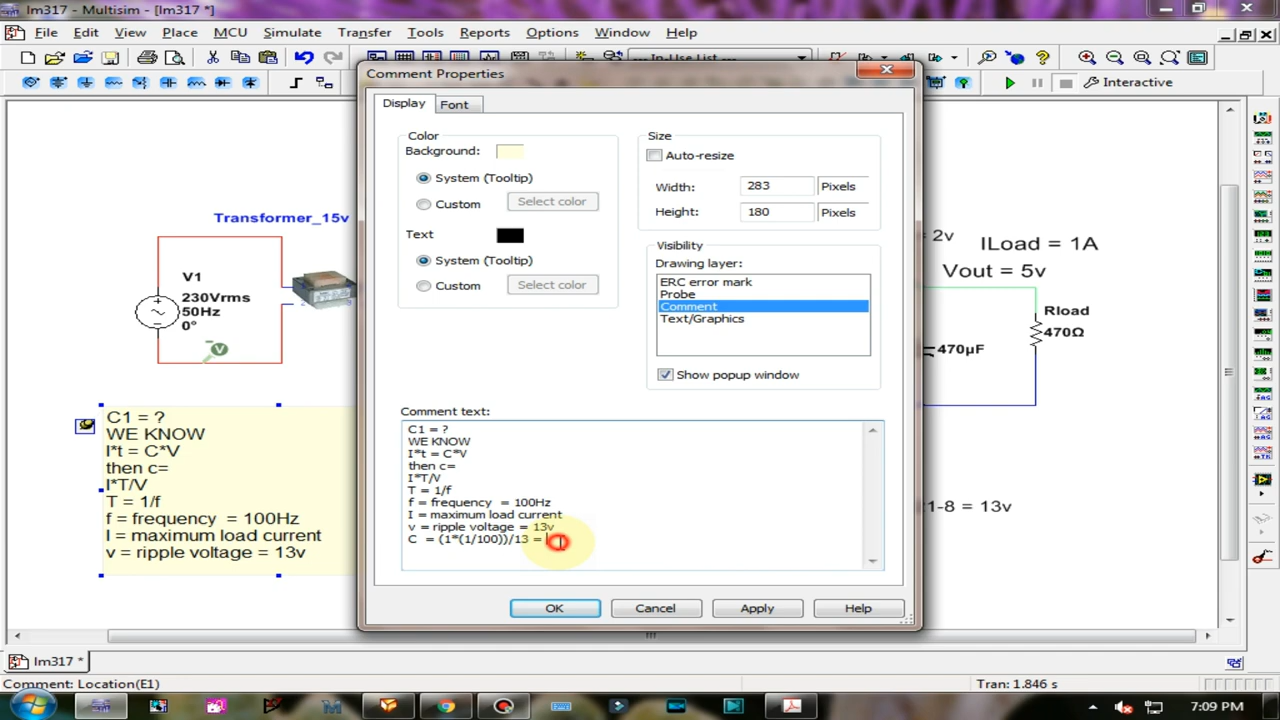 lm317 - Multisim - [lm317 *]
File Edit View Place MCU Simulate Transfer Tools Reports Options Window Help
In-Use List
Interactive
Comment Properties
Display Font
Color
Background:
System (Tooltip)
Custom Select color
Text
System (Tooltip)
Custom Select color
Size
Auto-resize
Width: 283 Pixels
Height: 180 Pixels
Visibility
Drawing layer:
ERC error mark
Probe
Comment
Text/Graphics
Show popup window
Comment text:
C1 = ?
WE KNOW
I*t = C*V
then c=
I*T/V
T = 1/f
f = frequency = 100Hz
I = maximum load current
v = ripple voltage = 13v
C = (1*(1/100))/13 =
OK Cancel Apply Help
Transformer_15v
V1
230Vrms
50Hz
0°
V
C1 = ?
WE KNOW
I*t = C*V
then c=
I*T/V
T = 1/f
f = frequency = 100Hz
I = maximum load current
v = ripple voltage = 13v
= 2v ILoad = 1A
Vout = 5v
Rload
470Ω
470µF
21-8 = 13v
lm317 *
Comment: Location(E1) Tran: 1.846 s
7:09 PM